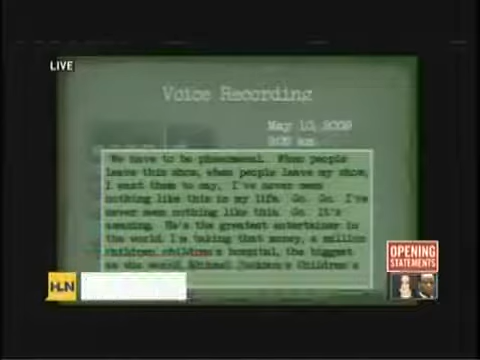 LIVE
Voice Recording
May 10, 2009
9:05 am
"We have to be phenomenal. When people
leave this show, when people leave my show,
I want them to say, I've never seen
nothing like this in my life. Go. Go. I've
never seen nothing like this. Go. It's
amazing. He's the greatest entertainer in
the world. I'm taking that money, a million
children, children's hospital, the biggest
in the world, Michael Jackson's Children's
HLN
OPENING
STATEMENTS